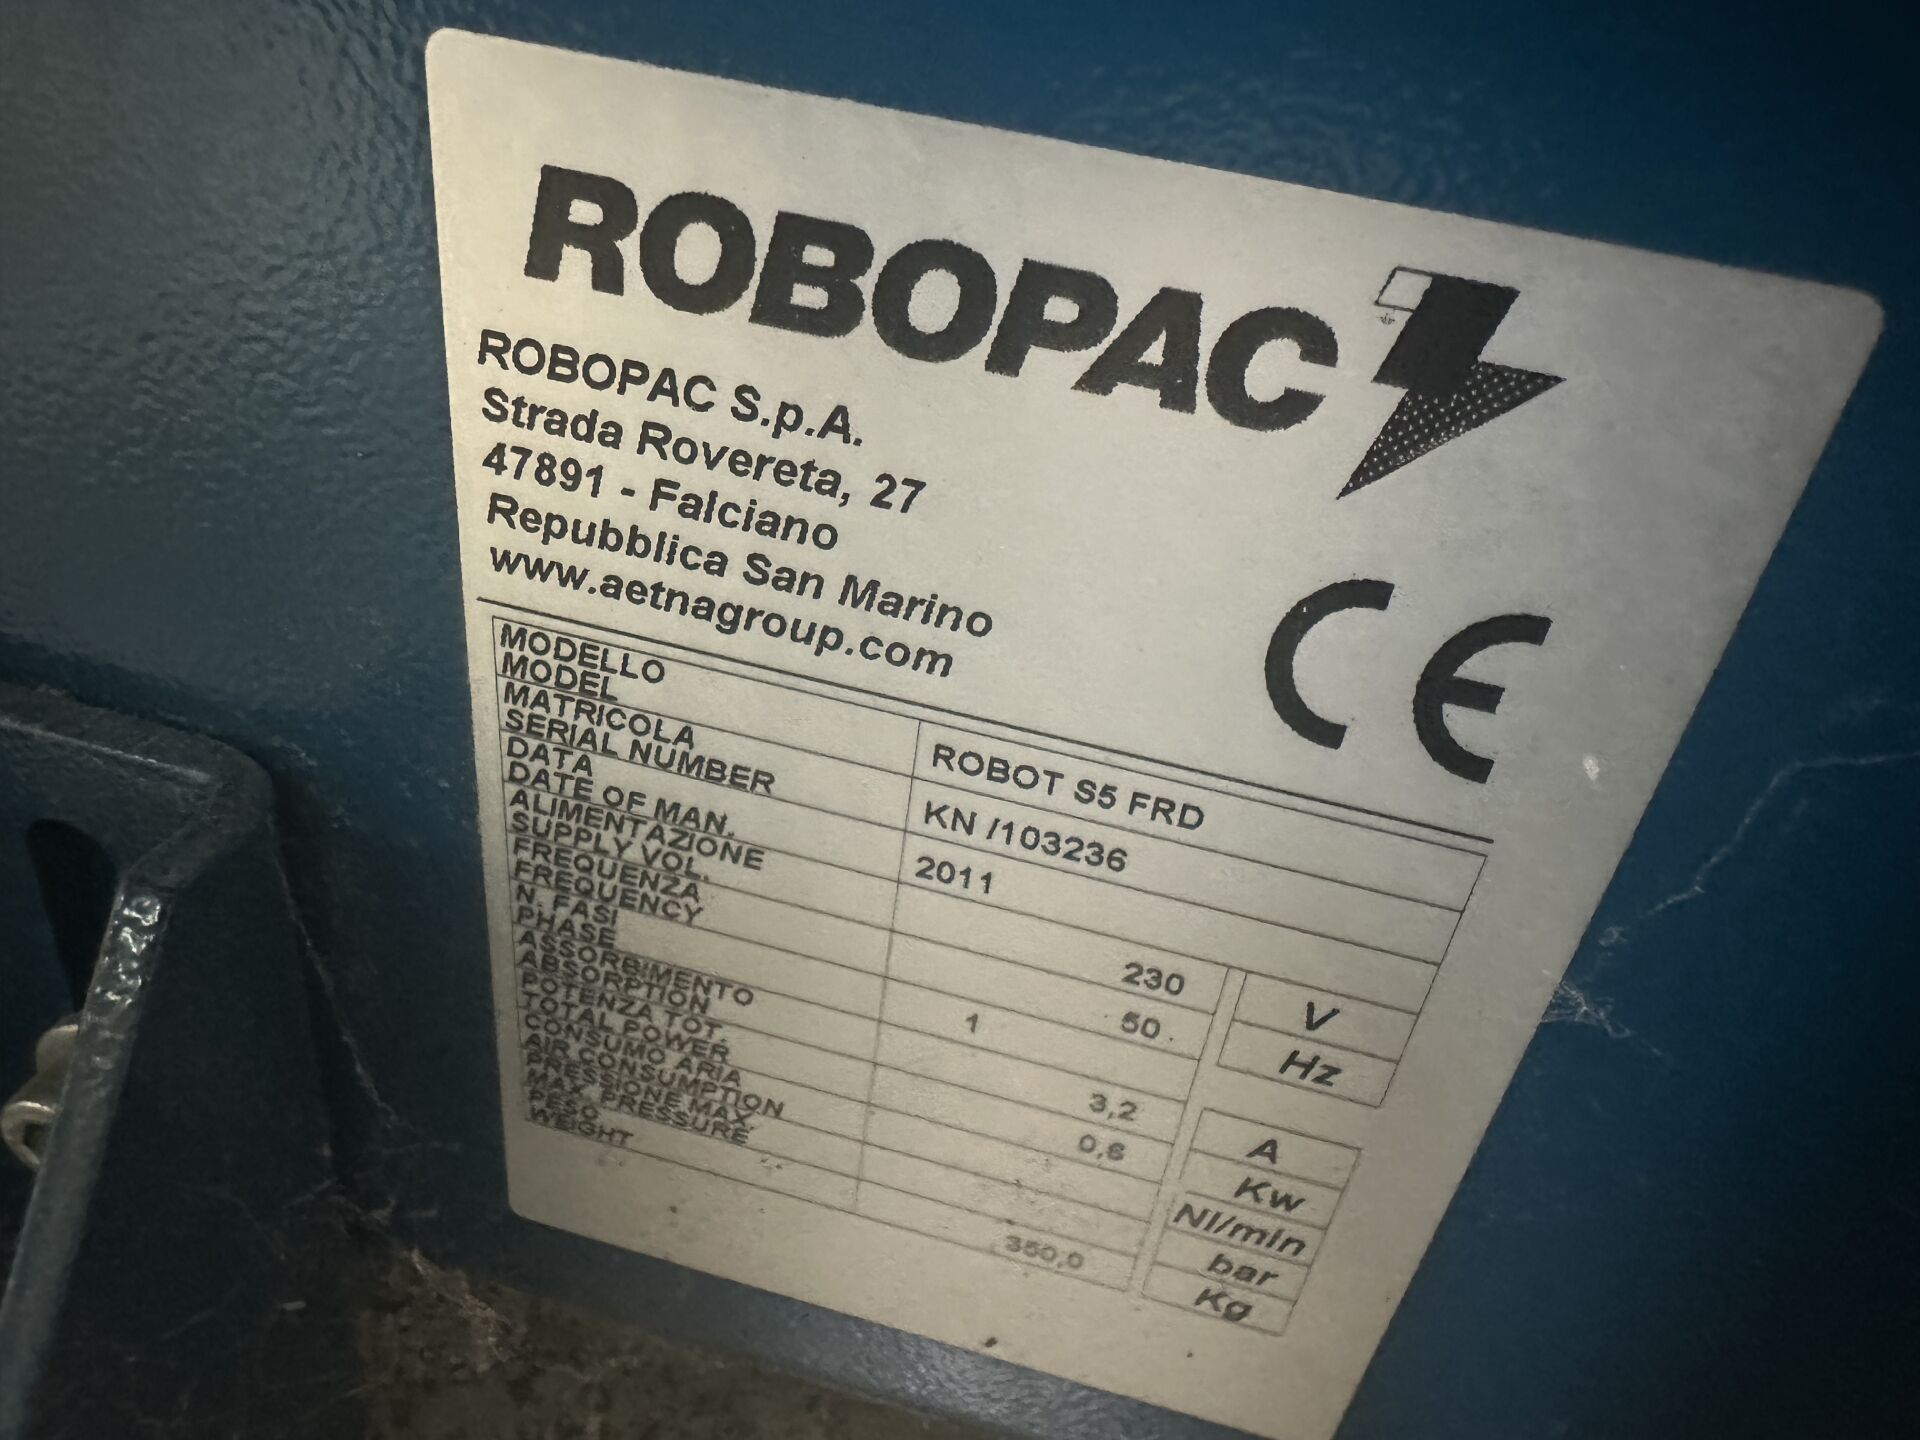 ROBOPAC
ROBOPAC S.p.A.
Strada Rovereta, 27
47891 - Falciano
Repubblica San Marino
www.aetnagroup.com
CE
MODELLO
MODEL
ROBOT S5 FRD
MATRICOLA
SERIAL NUMBER
KN /103236
DATA
DATE OF MAN.
2011
ALIMENTAZIONE
SUPPLY VOL.
230 V
FREQUENZA
FREQUENCY
50 Hz
N. FASI
PHASE
1
ASSORBIMENTO
ABSORPTION
3,2 A
POTENZA TOT.
TOTAL POWER
0,6 Kw
CONSUMO ARIA
AIR CONSUMPTION
Nl/min
PRESSIONE MAX.
MAX. PRESSURE
bar
PESO
WEIGHT
350,0 Kg